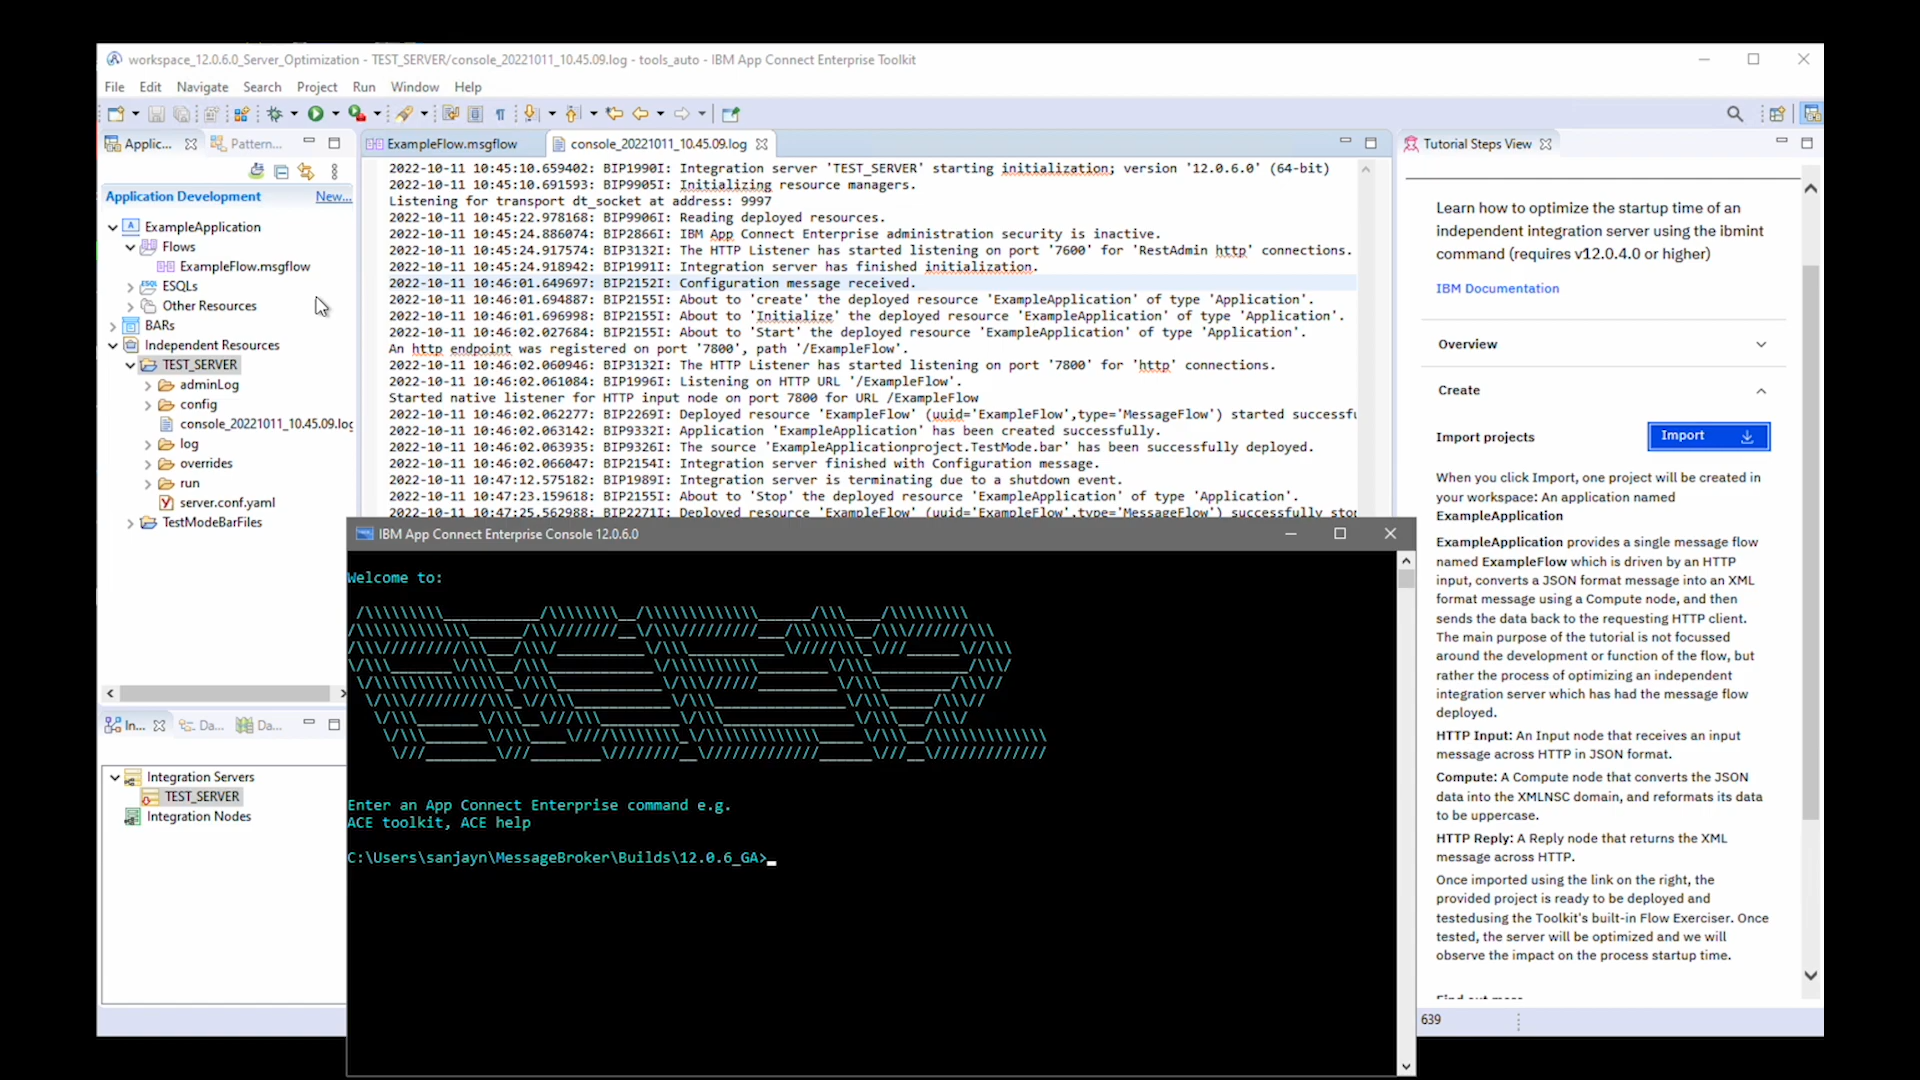 workspace_12.0.6.0_Server_Optimization - TEST_SERVER/console_20221011_10.45.09.log - tools_auto - IBM App Connect Enterprise Toolkit
File Edit Navigate Search Project Run Window Help
Applic...
Pattern...
Application Development
New...
ExampleApplication
Flows
ExampleFlow.msgflow
ESQLs
Other Resources
BARs
Independent Resources
TEST_SERVER
adminLog
config
console_20221011_10.45.09.log
log
overrides
run
server.conf.yaml
TestModeBarFiles
In...
Da...
Da...
Integration Servers
TEST_SERVER
Integration Nodes
ExampleFlow.msgflow
console_20221011_10.45.09.log
2022-10-11 10:45:10.659402: BIP1990I: Integration server 'TEST_SERVER' starting initialization; version '12.0.6.0' (64-bit)
2022-10-11 10:45:10.691593: BIP9905I: Initializing resource managers.
Listening for transport dt_socket at address: 9997
2022-10-11 10:45:22.978168: BIP9906I: Reading deployed resources.
2022-10-11 10:45:24.886074: BIP2866I: IBM App Connect Enterprise administration security is inactive.
2022-10-11 10:45:24.917574: BIP3132I: The HTTP Listener has started listening on port '7600' for 'RestAdmin http' connections.
2022-10-11 10:45:24.918942: BIP1991I: Integration server has finished initialization.
2022-10-11 10:46:01.649697: BIP2152I: Configuration message received.
2022-10-11 10:46:01.694887: BIP2155I: About to 'create' the deployed resource 'ExampleApplication' of type 'Application'.
2022-10-11 10:46:01.696998: BIP2155I: About to 'Initialize' the deployed resource 'ExampleApplication' of type 'Application'.
2022-10-11 10:46:02.027684: BIP2155I: About to 'Start' the deployed resource 'ExampleApplication' of type 'Application'.
An http endpoint was registered on port '7800', path '/ExampleFlow'.
2022-10-11 10:46:02.060946: BIP3132I: The HTTP Listener has started listening on port '7800' for 'http' connections.
2022-10-11 10:46:02.061084: BIP1996I: Listening on HTTP URL '/ExampleFlow'.
Started native listener for HTTP input node on port 7800 for URL /ExampleFlow
2022-10-11 10:46:02.062277: BIP2269I: Deployed resource 'ExampleFlow' (uuid='ExampleFlow',type='MessageFlow') started successfu
2022-10-11 10:46:02.063142: BIP9332I: Application 'ExampleApplication' has been created successfully.
2022-10-11 10:46:02.063935: BIP9326I: The source 'ExampleApplicationproject.TestMode.bar' has been successfully deployed.
2022-10-11 10:46:02.066047: BIP2154I: Integration server finished with Configuration message.
2022-10-11 10:47:12.575182: BIP1989I: Integration server is terminating due to a shutdown event.
2022-10-11 10:47:23.159618: BIP2155I: About to 'Stop' the deployed resource 'ExampleApplication' of type 'Application'.
2022-10-11 10:47:25.562988: BIP2271I: Deployed resource 'ExampleFlow' (uuid='ExampleFlow',type='MessageFlow') successfully stop
IBM App Connect Enterprise Console 12.0.6.0
Welcome to:
Enter an App Connect Enterprise command e.g.
ACE toolkit, ACE help
C:\Users\sanjayn\MessageBroker\Builds\12.0.6_GA>_
Tutorial Steps View
Learn how to optimize the startup time of an
independent integration server using the ibmint
command (requires v12.0.4.0 or higher)
IBM Documentation
Overview
Create
Import projects
Import
When you click Import, one project will be created in
your workspace: An application named
ExampleApplication
ExampleApplication provides a single message flow
named ExampleFlow which is driven by an HTTP
input, converts a JSON format message into an XML
format message using a Compute node, and then
sends the data back to the requesting HTTP client.
The main purpose of the tutorial is not focussed
around the development or function of the flow, but
rather the process of optimizing an independent
integration server which has had the message flow
deployed.
HTTP Input: An Input node that receives an input
message across HTTP in JSON format.
Compute: A Compute node that converts the JSON
data into the XMLNSC domain, and reformats its data
to be uppercase.
HTTP Reply: A Reply node that returns the XML
message across HTTP.
Once imported using the link on the right, the
provided project is ready to be deployed and
testedusing the Toolkit's built-in Flow Exerciser. Once
tested, the server will be optimized and we will
observe the impact on the process startup time.
639